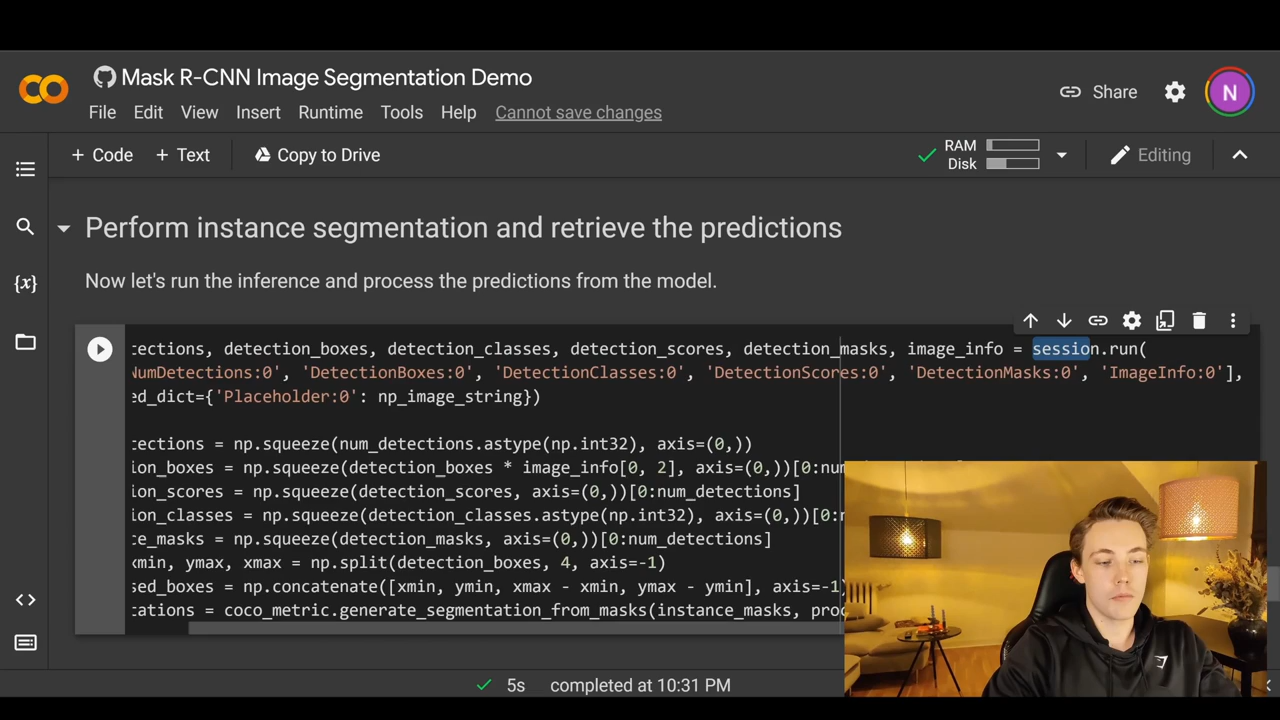 Mask R-CNN Image Segmentation Demo
File Edit View Insert Runtime Tools Help Cannot save changes
Share
N
+ Code + Text Copy to Drive
RAM
Disk
Editing
{x}
Perform instance segmentation and retrieve the predictions
Now let's run the inference and process the predictions from the model.
tections, detection_boxes, detection_classes, detection_scores, detection_masks, image_info = session.run(
NumDetections:0', 'DetectionBoxes:0', 'DetectionClasses:0', 'DetectionScores:0', 'DetectionMasks:0', 'ImageInfo:0'],
ed_dict={'Placeholder:0': np_image_string})
tections = np.squeeze(num_detections.astype(np.int32), axis=(0,))
ion_boxes = np.squeeze(detection_boxes * image_info[0, 2], axis=(0,))[0:num
ion_scores = np.squeeze(detection_scores, axis=(0,))[0:num_detections]
ion_classes = np.squeeze(detection_classes.astype(np.int32), axis=(0,))[0:n
ce_masks = np.squeeze(detection_masks, axis=(0,))[0:num_detections]
xmin, ymax, xmax = np.split(detection_boxes, 4, axis=-1)
sed_boxes = np.concatenate([xmin, ymin, xmax - xmin, ymax - ymin], axis=-1)
cations = coco_metric.generate_segmentation_from_masks(instance_masks, proc
5s completed at 10:31 PM